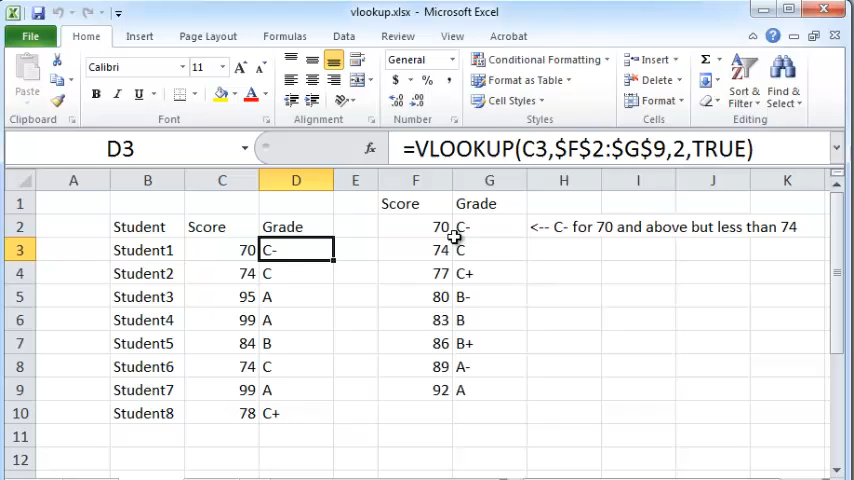 vlookup.xlsx - Microsoft Excel
File Home Insert Page Layout Formulas Data Review View Acrobat
Calibri 11 A A General Conditional Formatting Insert Σ
Paste B I U A $ % , Format as Table Delete Sort & Filter Find & Select
Cell Styles Format
Clipboard Font Alignment Number Styles Cells Editing
D3 fx =VLOOKUP(C3,$F$2:$G$9,2,TRUE)
A B C D E F G H I J K
1 Score Grade
2 Student Score Grade 70 C- <-- C- for 70 and above but less than 74
3 Student1 70 C- 74 C
4 Student2 74 C 77 C+
5 Student3 95 A 80 B-
6 Student4 99 A 83 B
7 Student5 84 B 86 B+
8 Student6 74 C 89 A-
9 Student7 99 A 92 A
10 Student8 78 C+
11
12